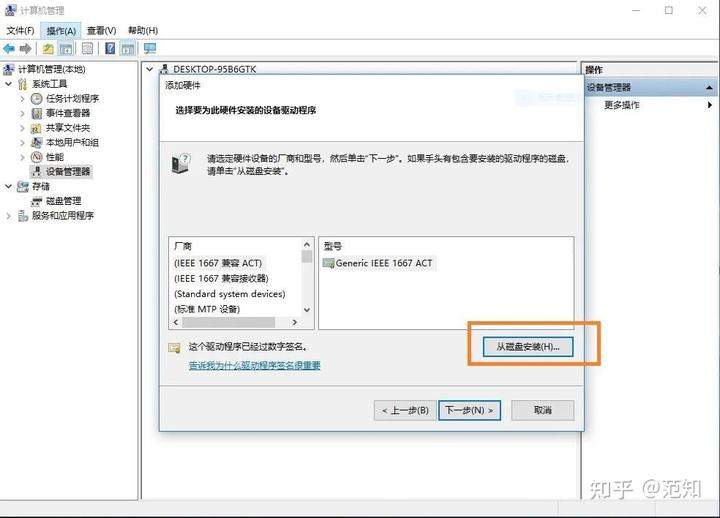 计算机管理
文件(F) 操作(A) 查看(V) 帮助(H)
计算机管理(本地)
系统工具
任务计划程序
事件查看器
共享文件夹
本地用户和组
性能
设备管理器
存储
磁盘管理
服务和应用程序
DESKTOP-95B6GTK
添加硬件
选择要为此硬件安装的设备驱动程序
请选定硬件设备的厂商和型号，然后单击"下一步"。如果手头有包含要安装的驱动程序的磁盘，
请单击"从磁盘安装"。
厂商
(IEEE 1667 兼容 ACT)
(IEEE 1667 兼容接收器)
(Standard system devices)
(标准 MTP 设备)
型号
Generic IEEE 1667 ACT
这个驱动程序已经过数字签名。
告诉我为什么驱动程序签名很重要
从磁盘安装(H)...
< 上一步(B)
下一步(N) >
取消
操作
设备管理器
更多操作
知乎 @范知